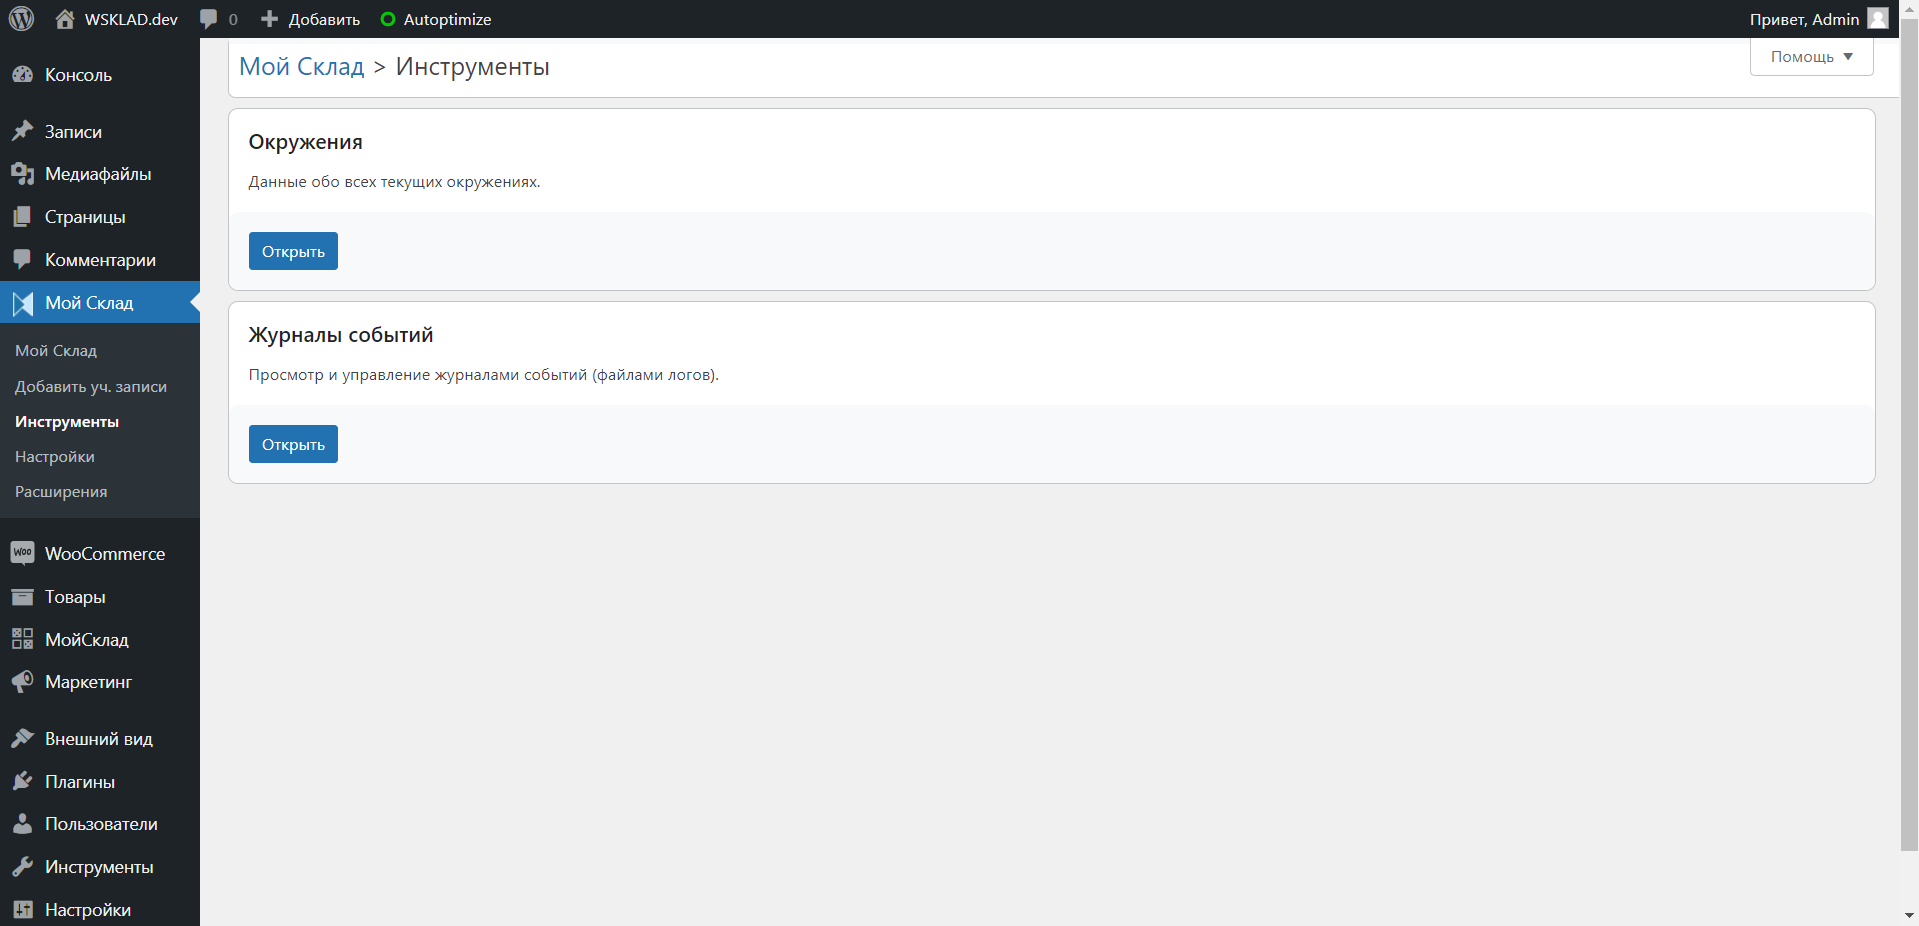 WSKLAD.dev 0 Добавить Autoptimize Привет, Admin
Консоль
Записи
Медиафайлы
Страницы
Комментарии
Мой Склад
Мой Склад
Добавить уч. записи
Инструменты
Настройки
Расширения
WooCommerce
Товары
МойСклад
Маркетинг
Внешний вид
Плагины
Пользователи
Инструменты
Настройки
Мой Склад > Инструменты
Помощь
Окружения
Данные обо всех текущих окружениях.
Открыть
Журналы событий
Просмотр и управление журналами событий (файлами логов).
Открыть